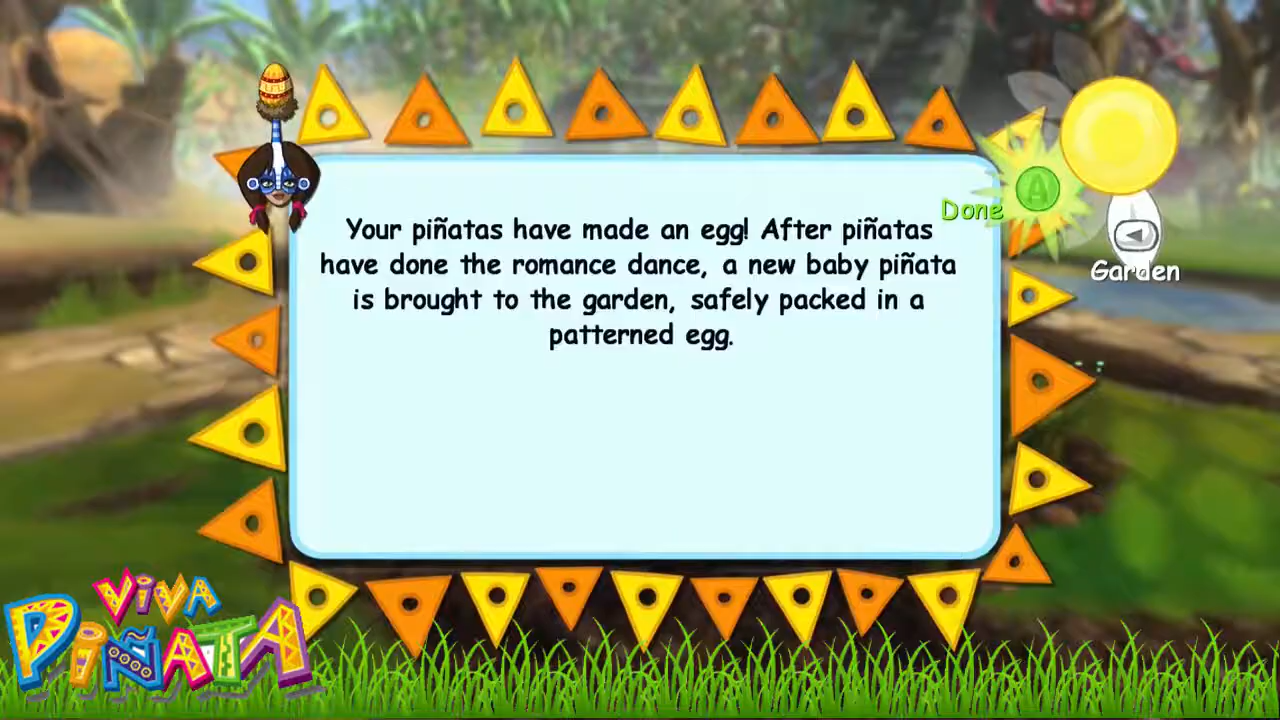 Your piñatas have made an egg! After piñatas
have done the romance dance, a new baby piñata
is brought to the garden, safely packed in a
patterned egg.
Done
A
Garden
VIVA
PIÑATA